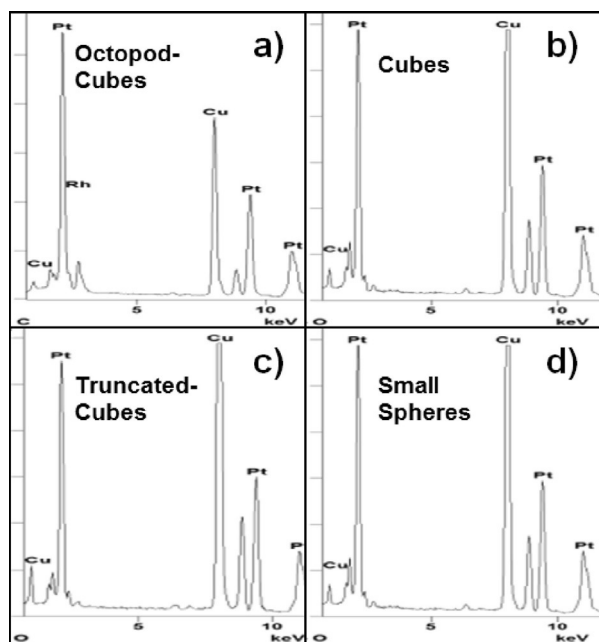 Pt
a)
Octopod-
Cubes
Cu
Rh
Pt
Cu
Pt
5
10
C
keV
Pt
b)
Cu
Cubes
Pt
Cu
5
10
O
keV
Cu
c)
Pt
Truncated-
Cubes
Pt
Cu
P
5
10
O
keV
Pt
d)
Cu
Small
Spheres
Pt
Cu
Pt
5
10
O
keV